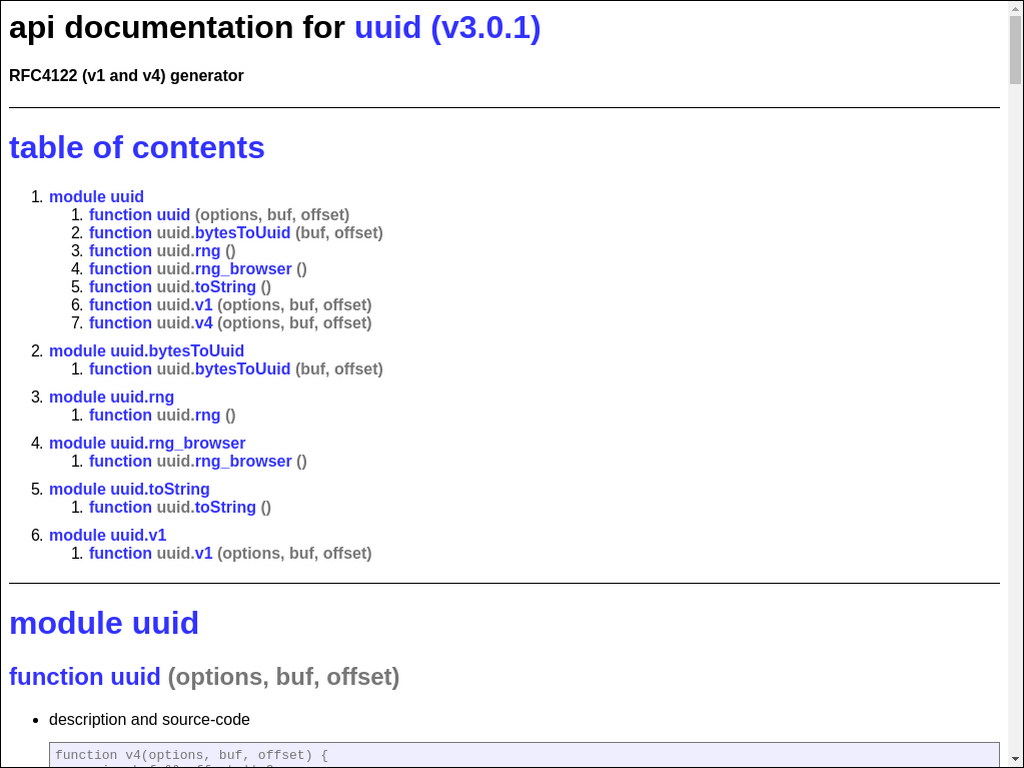 api documentation for uuid (v3.0.1)
RFC4122 (v1 and v4) generator
table of contents
1. module uuid
1. function uuid (options, buf, offset)
2. function uuid.bytesToUuid (buf, offset)
3. function uuid.rng ()
4. function uuid.rng_browser ()
5. function uuid.toString ()
6. function uuid.v1 (options, buf, offset)
7. function uuid.v4 (options, buf, offset)
2. module uuid.bytesToUuid
1. function uuid.bytesToUuid (buf, offset)
3. module uuid.rng
1. function uuid.rng ()
4. module uuid.rng_browser
1. function uuid.rng_browser ()
5. module uuid.toString
1. function uuid.toString ()
6. module uuid.v1
1. function uuid.v1 (options, buf, offset)
module uuid
function uuid (options, buf, offset)
• description and source-code
function v4(options, buf, offset) {